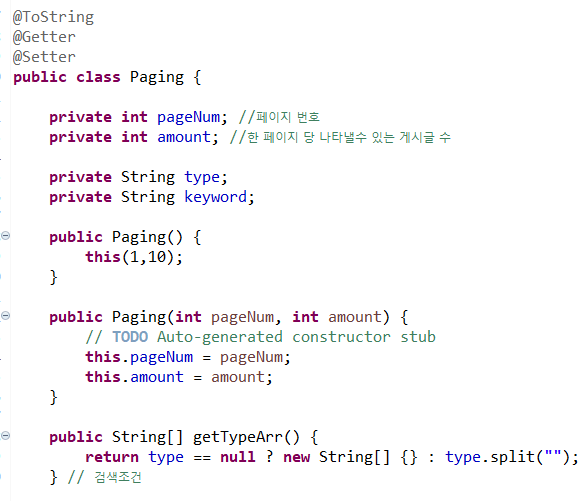 @ToString
@Getter
@Setter
public class Paging {
private int pageNum; //페이지 번호
private int amount; //한 페이지 당 나타낼수 있는 게시글 수
private String type;
private String keyword;
public Paging() {
this(1,10);
}
public Paging(int pageNum, int amount) {
// TODO Auto-generated constructor stub
this.pageNum = pageNum;
this.amount = amount;
}
public String[] getTypeArr() {
return type == null ? new String[] {} : type.split("");
} // 검색조건